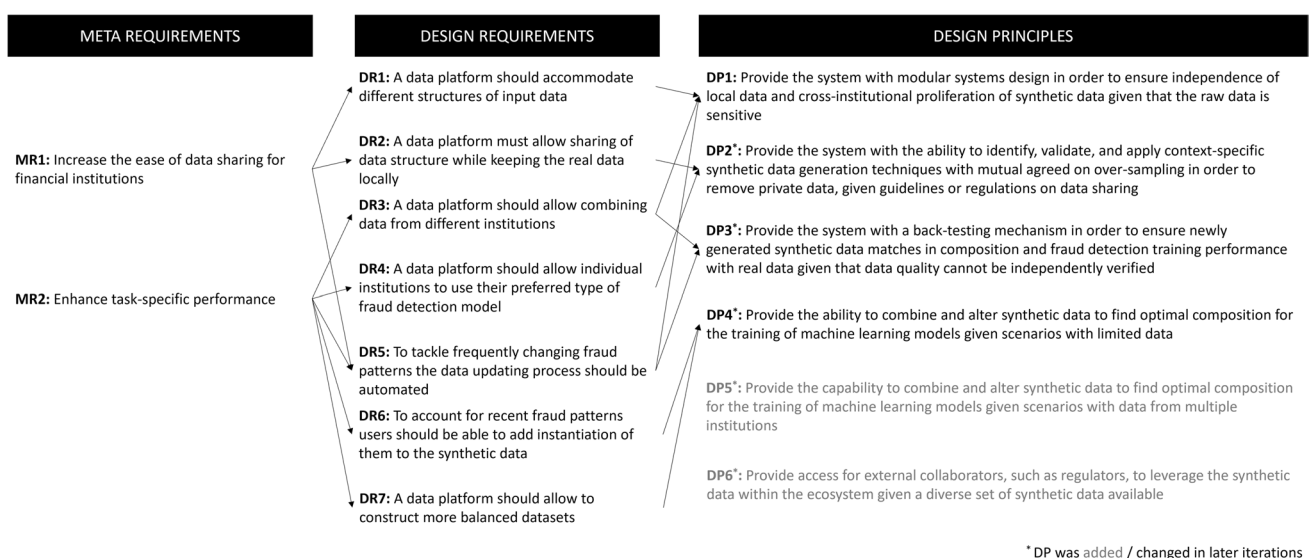 META REQUIREMENTS
DESIGN REQUIREMENTS
DESIGN PRINCIPLES
MR1: Increase the ease of data sharing for
financial institutions
MR2: Enhance task-specific performance
DR1: A data platform should accommodate
different structures of input data
DR2: A data platform must allow sharing of
data structure while keeping the real data
locally
DR3: A data platform should allow combining
data from different institutions
DR4: A data platform should allow individual
institutions to use their preferred type of
fraud detection model
DR5: To tackle frequently changing fraud
patterns the data updating process should be
automated
DR6: To account for recent fraud patterns
users should be able to add instantiation of
them to the synthetic data
DR7: A data platform should allow to
construct more balanced datasets
DP1: Provide the system with modular systems design in order to ensure independence of
local data and cross-institutional proliferation of synthetic data given that the raw data is
sensitive
DP2*: Provide the system with the ability to identify, validate, and apply context-specific
synthetic data generation techniques with mutual agreed on over-sampling in order to
remove private data, given guidelines or regulations on data sharing
DP3*: Provide the system with a back-testing mechanism in order to ensure newly
generated synthetic data matches in composition and fraud detection training performance
with real data given that data quality cannot be independently verified
DP4*: Provide the ability to combine and alter synthetic data to find optimal composition for
the training of machine learning models given scenarios with limited data
DP5*: Provide the capability to combine and alter synthetic data to find optimal composition
for the training of machine learning models given scenarios with data from multiple
institutions
DP6*: Provide access for external collaborators, such as regulators, to leverage the synthetic
data within the ecosystem given a diverse set of synthetic data available
* DP was added / changed in later iterations